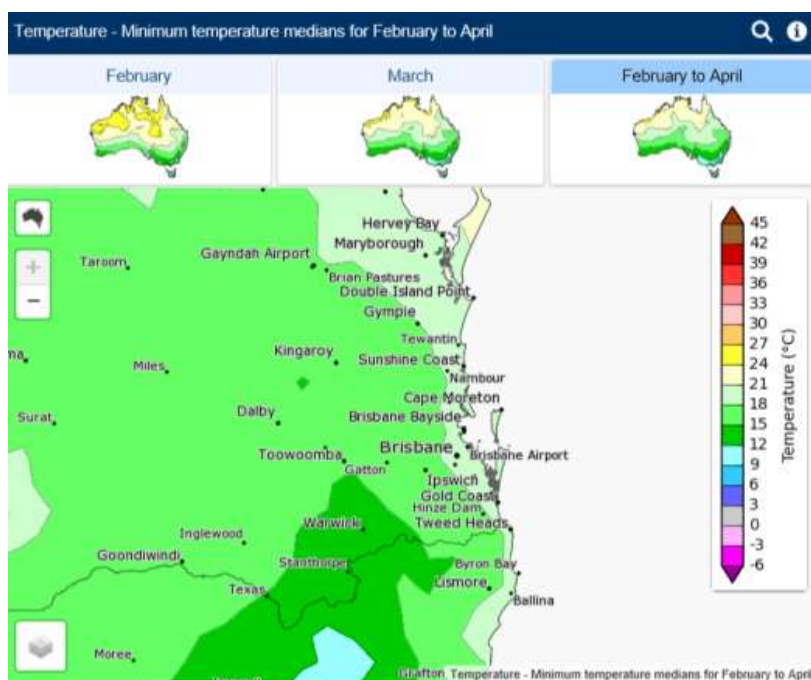 Temperature - Minimum temperature medians for February to April
February
March
February to April
Hervey Bay
Maryborough
Taroom
Gayndah Airport
Brian Pastures
Double Island Point
Gympie
Tewantin
Kingaroy
Sunshine Coast
ma
Miles
Nambour
Cape Moreton
Dalby
Brisbane Bayside
Surat
Brisbane
Brisbane Airport
Toowoomba
Gatton
Ipswich
Gold Coast
Hinze Dam
Warwick
Tweed Heads
Inglewood
Goondiwindi
Stanthorpe
Byron Bay
Texas
Lismore
Ballina
Moree
Grafton
45
42
39
36
33
30
27
24
21
18
15
12
9
6
3
0
-3
-6
Temperature (°C)
Temperature - Minimum temperature medians for February to April